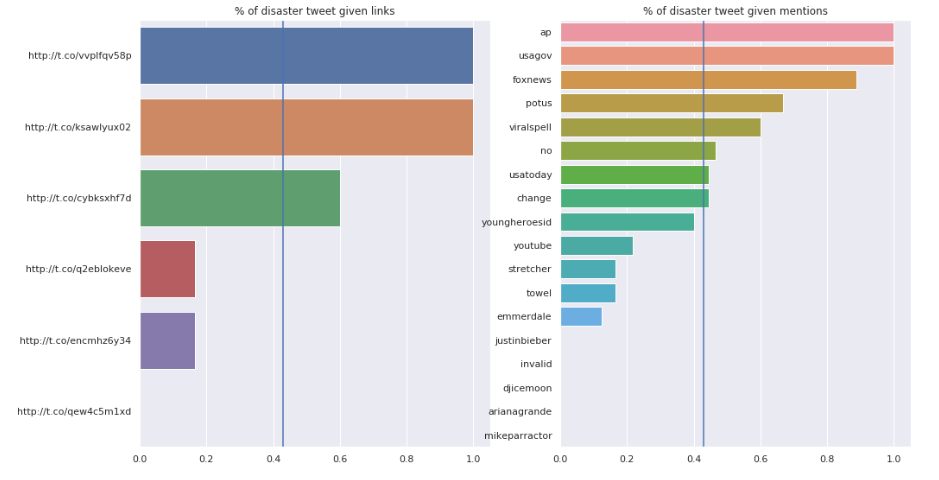 % of disaster tweet given links
http://t.co/vvplfqv58p
http://t.co/ksawlyux02
http://t.co/cybksxhf7d
http://t.co/q2eblokeve
http://t.co/encmhz6y34
http://t.co/qew4c5m1xd
0.0 0.2 0.4 0.6 0.8 1.0
% of disaster tweet given mentions
ap
usagov
foxnews
potus
viralspell
no
usatoday
change
youngheroesid
youtube
stretcher
towel
emmerdale
justinbieber
invalid
djicemoon
arianagrande
mikeparractor
0.0 0.2 0.4 0.6 0.8 1.0